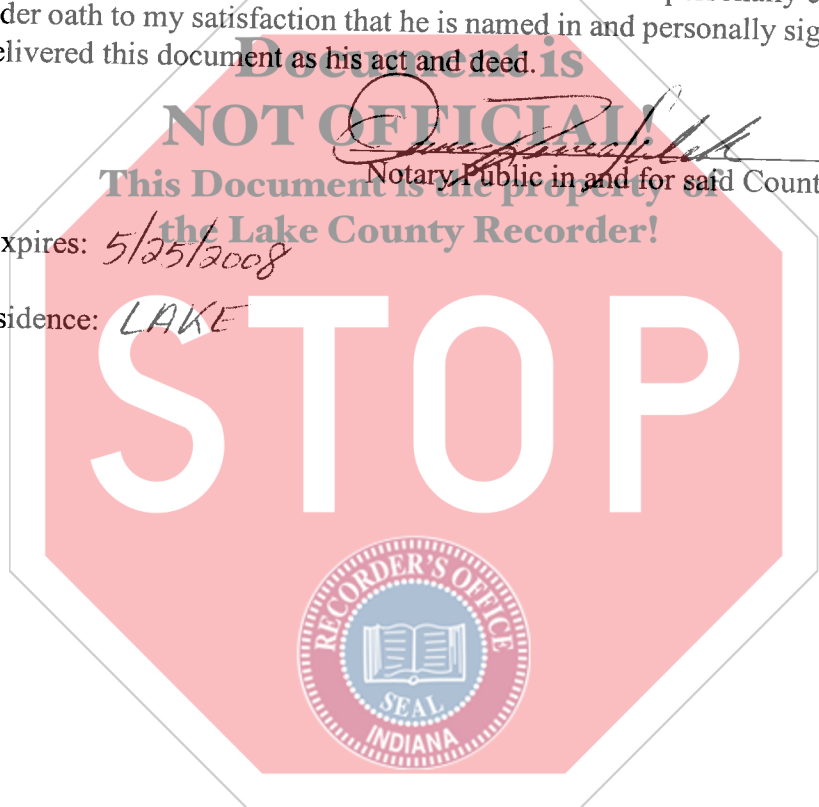 der oath to my satisfaction that he is named in and personally sig
elivered this document as his act and deed.
Document is
NOT OFFICIAL!
Notary Public in and for said Count
This Document is the property of
the Lake County Recorder!
xpires: 5/25/2008
sidence: LAKE
STOP
RECORDER'S OFFICE
SEAL
INDIANA